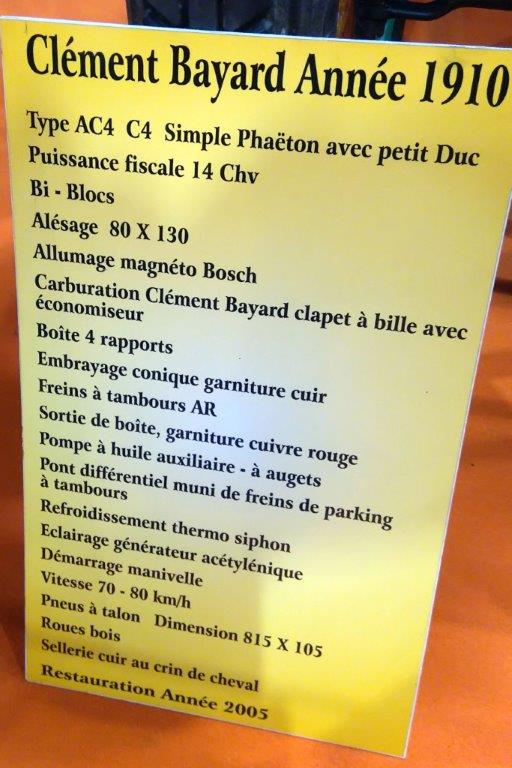 Clément Bayard Année 1910
Type AC4 C4 Simple Phaëton avec petit Duc
Puissance fiscale 14 Chv
Bi - Blocs
Alésage 80 X 130
Allumage magnéto Bosch
Carburation Clément Bayard clapet à bille avec
économiseur
Boîte 4 rapports
Embrayage conique garniture cuir
Freins à tambours AR
Sortie de boîte, garniture cuivre rouge
Pompe à huile auxiliaire - à augets
Pont différentiel muni de freins de parking
à tambours
Refroidissement thermo siphon
Eclairage générateur acétylénique
Démarrage manivelle
Vitesse 70 - 80 km/h
Pneus à talon Dimension 815 X 105
Roues bois
Sellerie cuir au crin de cheval
Restauration Année 2005